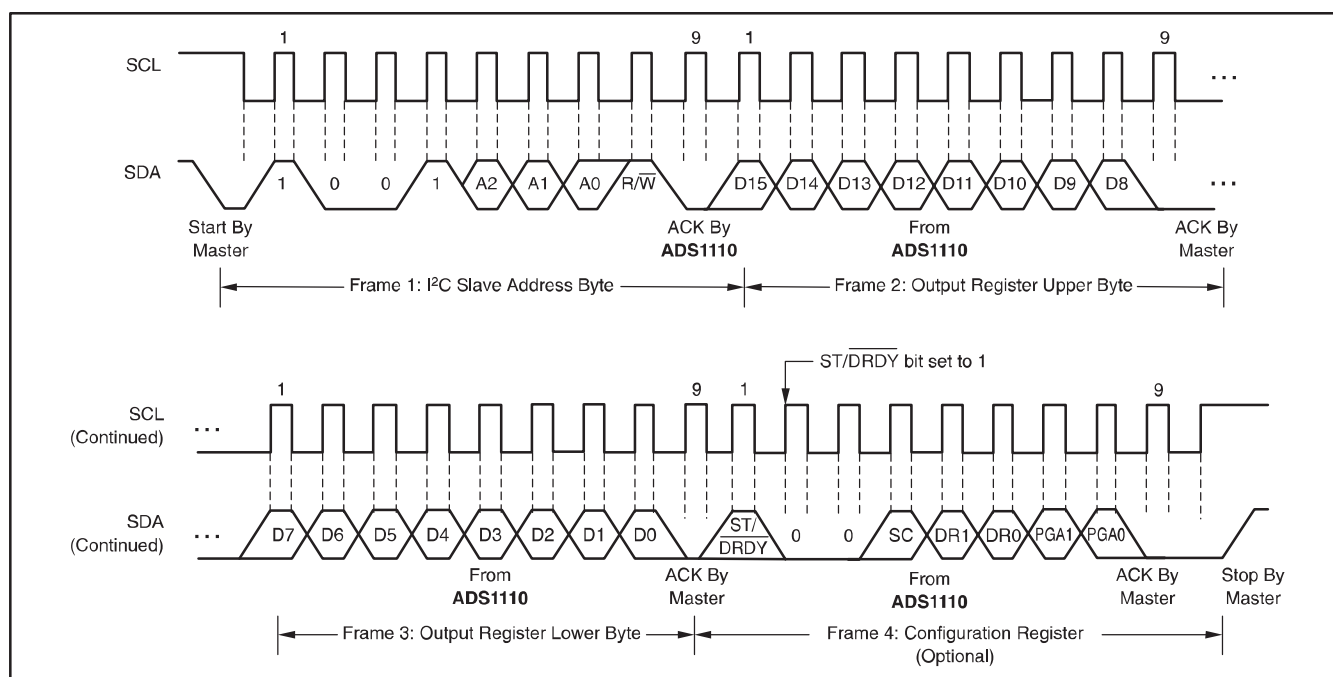 1 9 1 9
SCL
...
SDA
1 0 0 1 A2 A1 A0 R/W̅ D15 D14 D13 D12 D11 D10 D9 D8
...
Start By
Master
ACK By
ADS1110
From
ADS1110
ACK By
Master
Frame 1: I²C Slave Address Byte
Frame 2: Output Register Upper Byte
ST/D̅R̅D̅Y̅ bit set to 1
1 9 1 9
SCL
(Continued)
...
SDA
(Continued)
...
D7 D6 D5 D4 D3 D2 D1 D0 ST/
D̅R̅D̅Y̅ 0 0 SC DR1 DR0 PGA1 PGA0
From
ADS1110
ACK By
Master
From
ADS1110
ACK By
Master
Stop By
Master
Frame 3: Output Register Lower Byte
Frame 4: Configuration Register
(Optional)